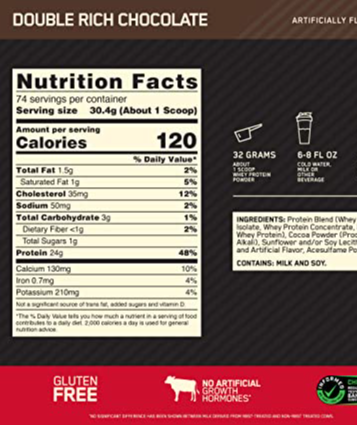 DOUBLE RICH CHOCOLATE
ARTIFICIALLY FL
Nutrition Facts
74 servings per container
Serving size 30.4g (About 1 Scoop)
Amount per serving
Calories 120
% Daily Value*
Total Fat 1.5g 2%
Saturated Fat 1g 5%
Cholesterol 35mg 12%
Sodium 50mg 2%
Total Carbohydrate 3g 1%
Dietary Fiber <1g 2%
Total Sugars 1g
Protein 24g 48%
Calcium 130mg 10%
Iron 0.7mg 4%
Potassium 210mg 4%
Not a significant source of trans fat, added sugars and vitamin D.
*The % Daily Value tells you how much a nutrient in a serving of food
contributes to a daily diet. 2,000 calories a day is used for general
nutrition advice.
32 GRAMS
ABOUT
1 SCOOP
WHEY PROTEIN
POWDER
6-8 FL OZ
COLD WATER,
MILK OR
OTHER
BEVERAGE
INGREDIENTS: Protein Blend (Whey
Isolate, Whey Protein Concentrate,
Whey Protein), Cocoa Powder (Proc
Alkali), Sunflower and/or Soy Lecit
and Artificial Flavor, Acesulfame Po
CONTAINS: MILK AND SOY.
GLUTEN
FREE
NO ARTIFICIAL
GROWTH
HORMONES*
INFORMED
*NO SIGNIFICANT DIFFERENCE HAS BEEN SHOWN BETWEEN MILK DERIVED FROM RBST TREATED AND NON-RBST TREATED COWS.